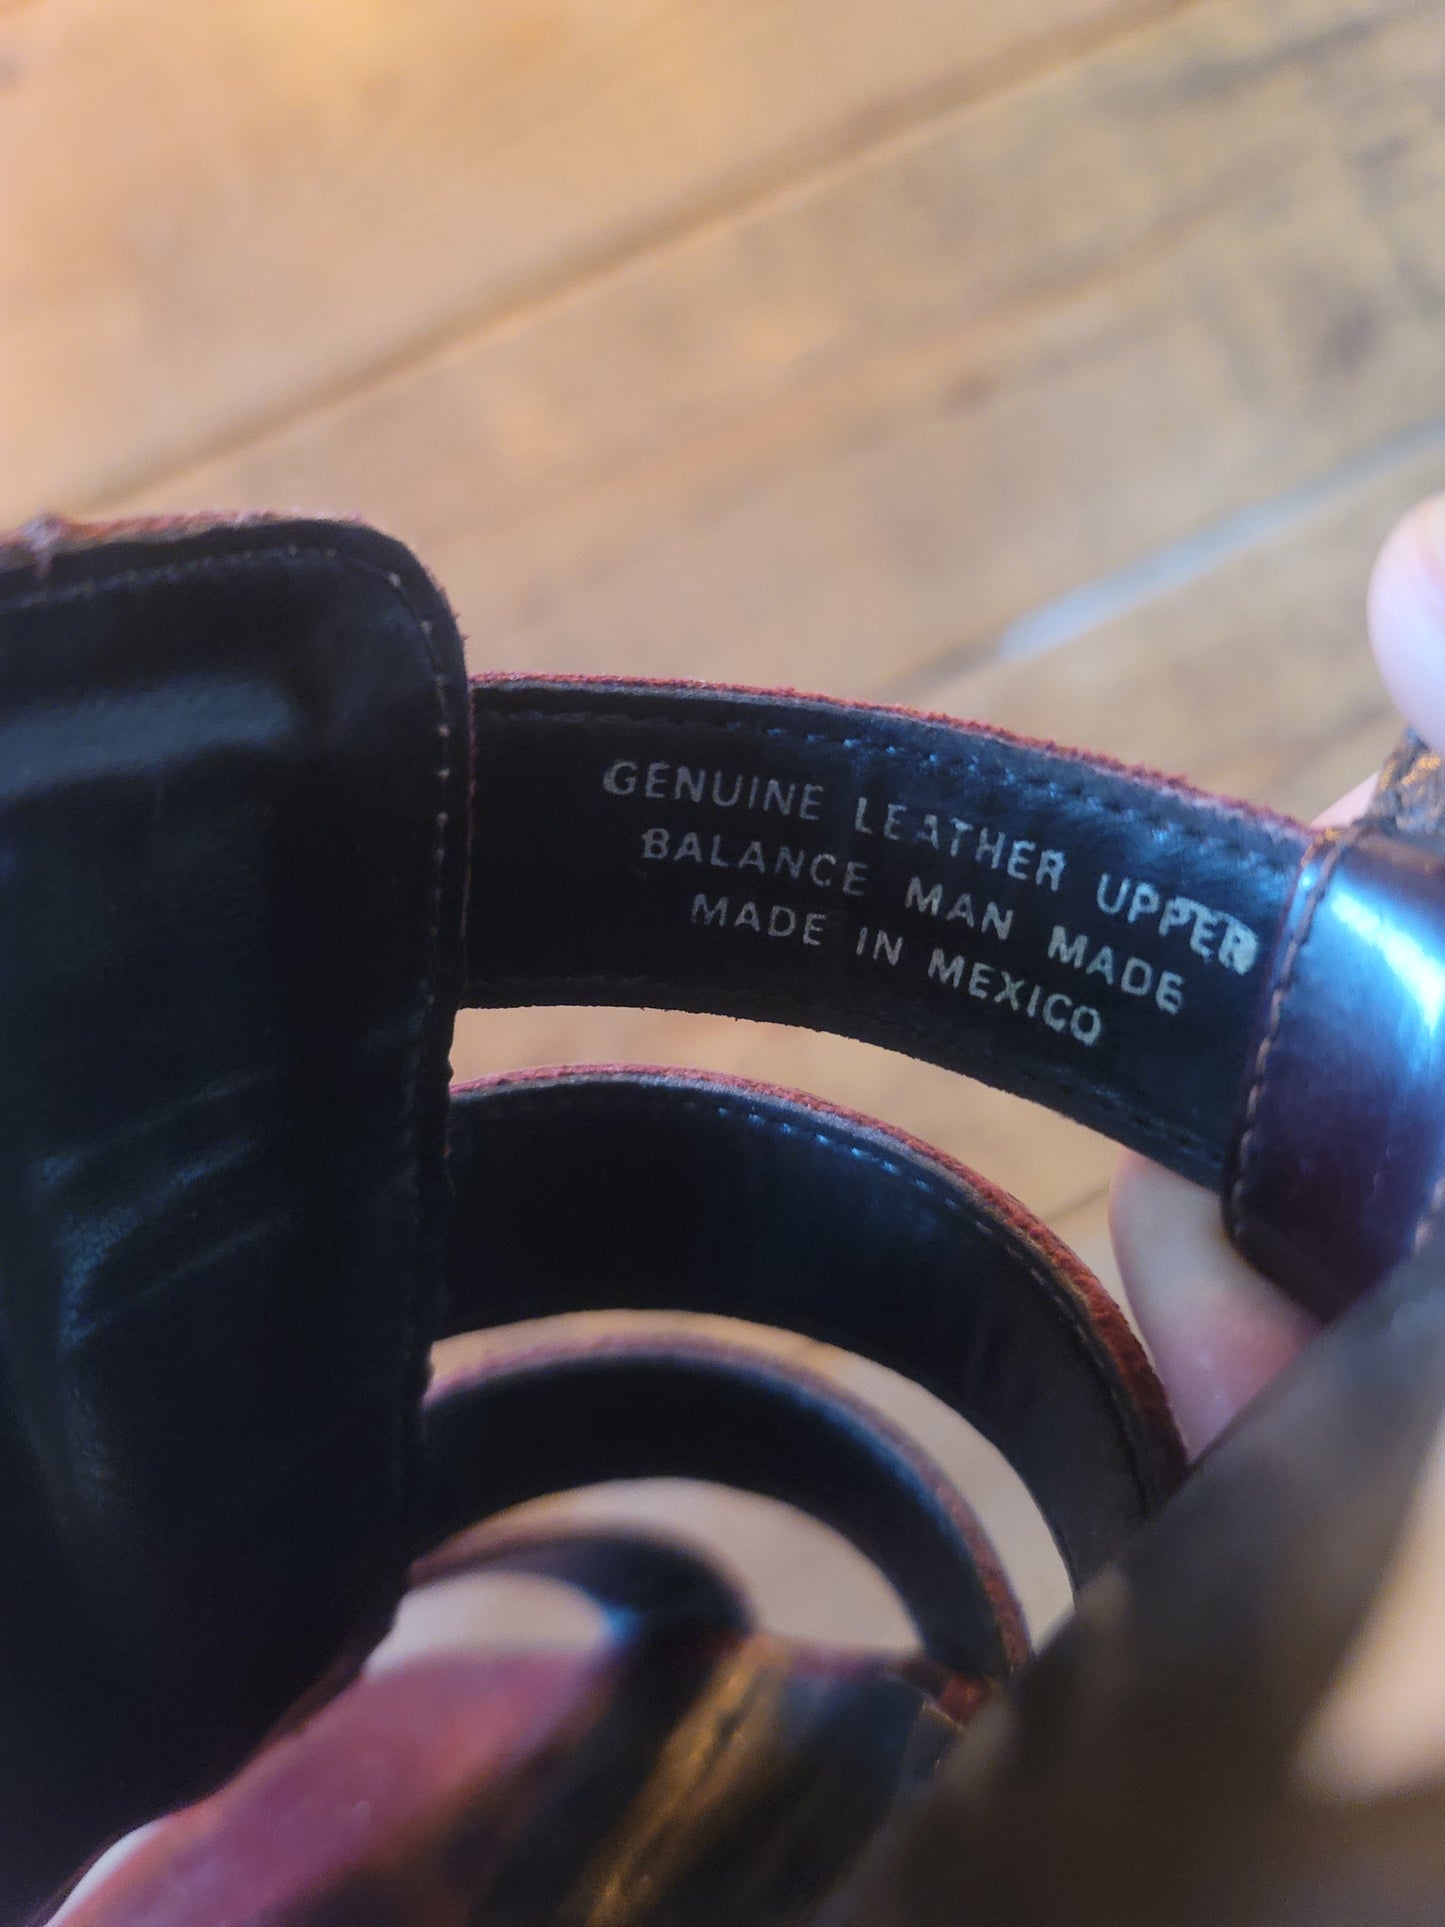 GENUINE LEATHER UPPER
BALANCE MAN MADE
MADE IN MEXICO